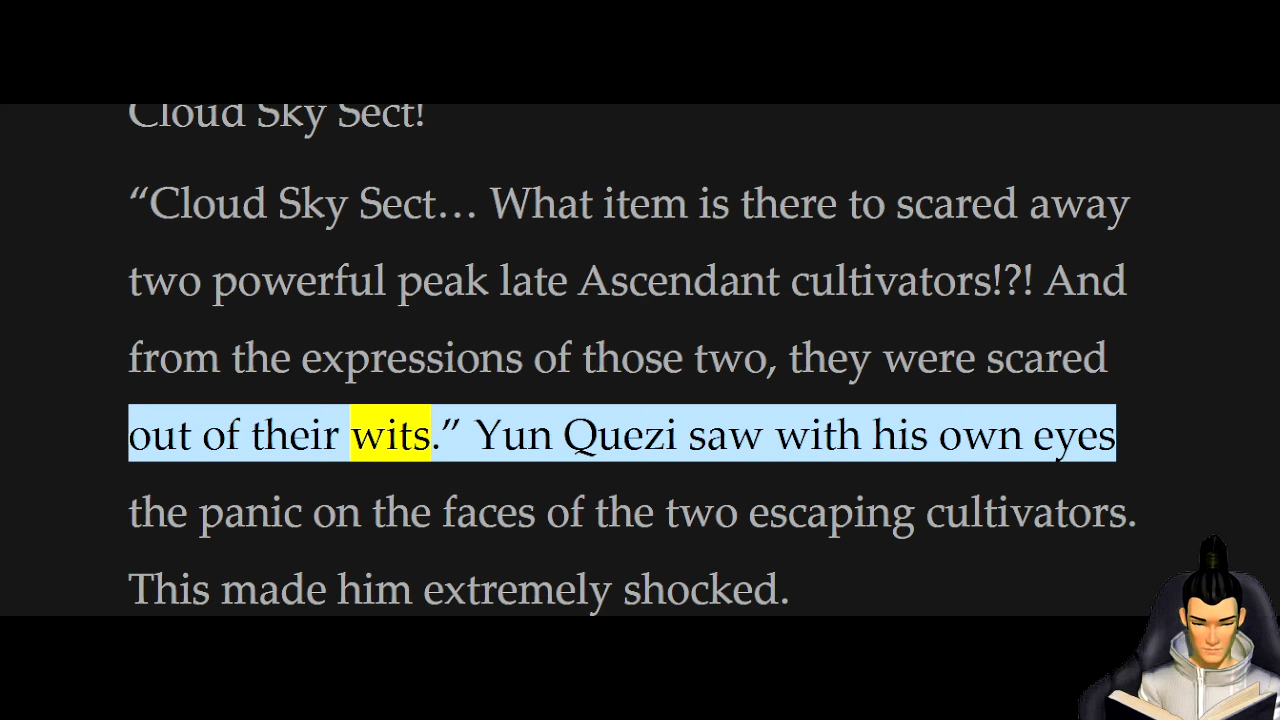 Cloud Sky Sect!
“Cloud Sky Sect… What item is there to scared away
two powerful peak late Ascendant cultivators!?! And
from the expressions of those two, they were scared
out of their wits.” Yun Quezi saw with his own eyes
the panic on the faces of the two escaping cultivators.
This made him extremely shocked.